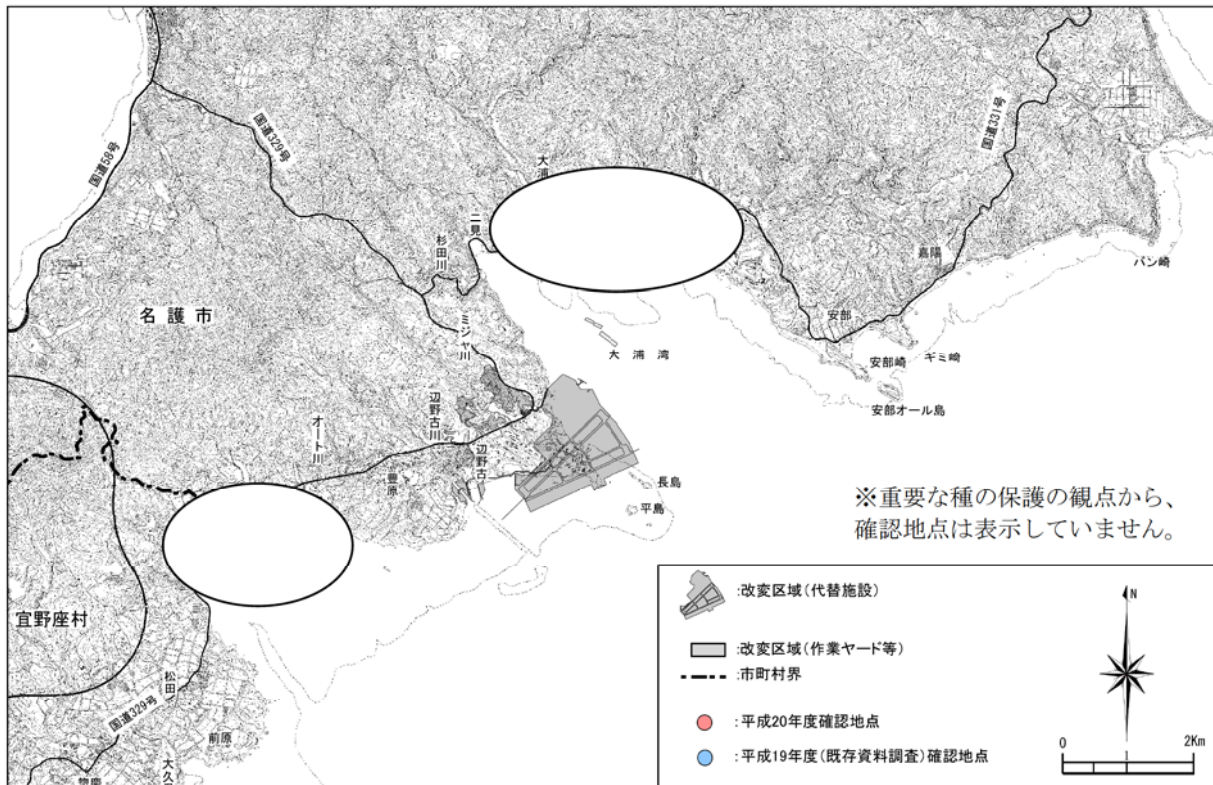 国道58号
国道329号
国道331号
大浦
二見
杉田川
名護市
ミジャ川
大浦湾
嘉陽
バン崎
安部
安部崎
ギミ崎
安部オール島
辺野古川
オート川
辺野古
豊原
長島
平島
※重要な種の保護の観点から、
確認地点は表示していません。
宜野座村
松田
国道329号
前原
:改変区域(代替施設)
:改変区域(作業ヤード等)
:市町村界
:平成20年度確認地点
:平成19年度(既存資料調査)確認地点
N
0 2Km